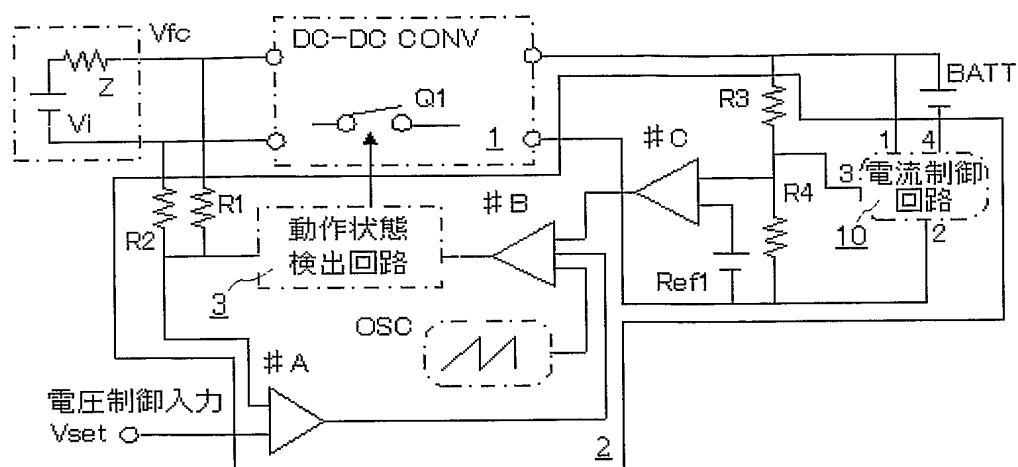 Vfc
DC-DC CONV
Z
Vi
Q1
1
R3
BATT
#C
1
4
3
電流制御
回路
R1
R2
動作状態
検出回路
#B
R4
10
2
3
Ref1
OSC
#A
電圧制御入力
Vset
2